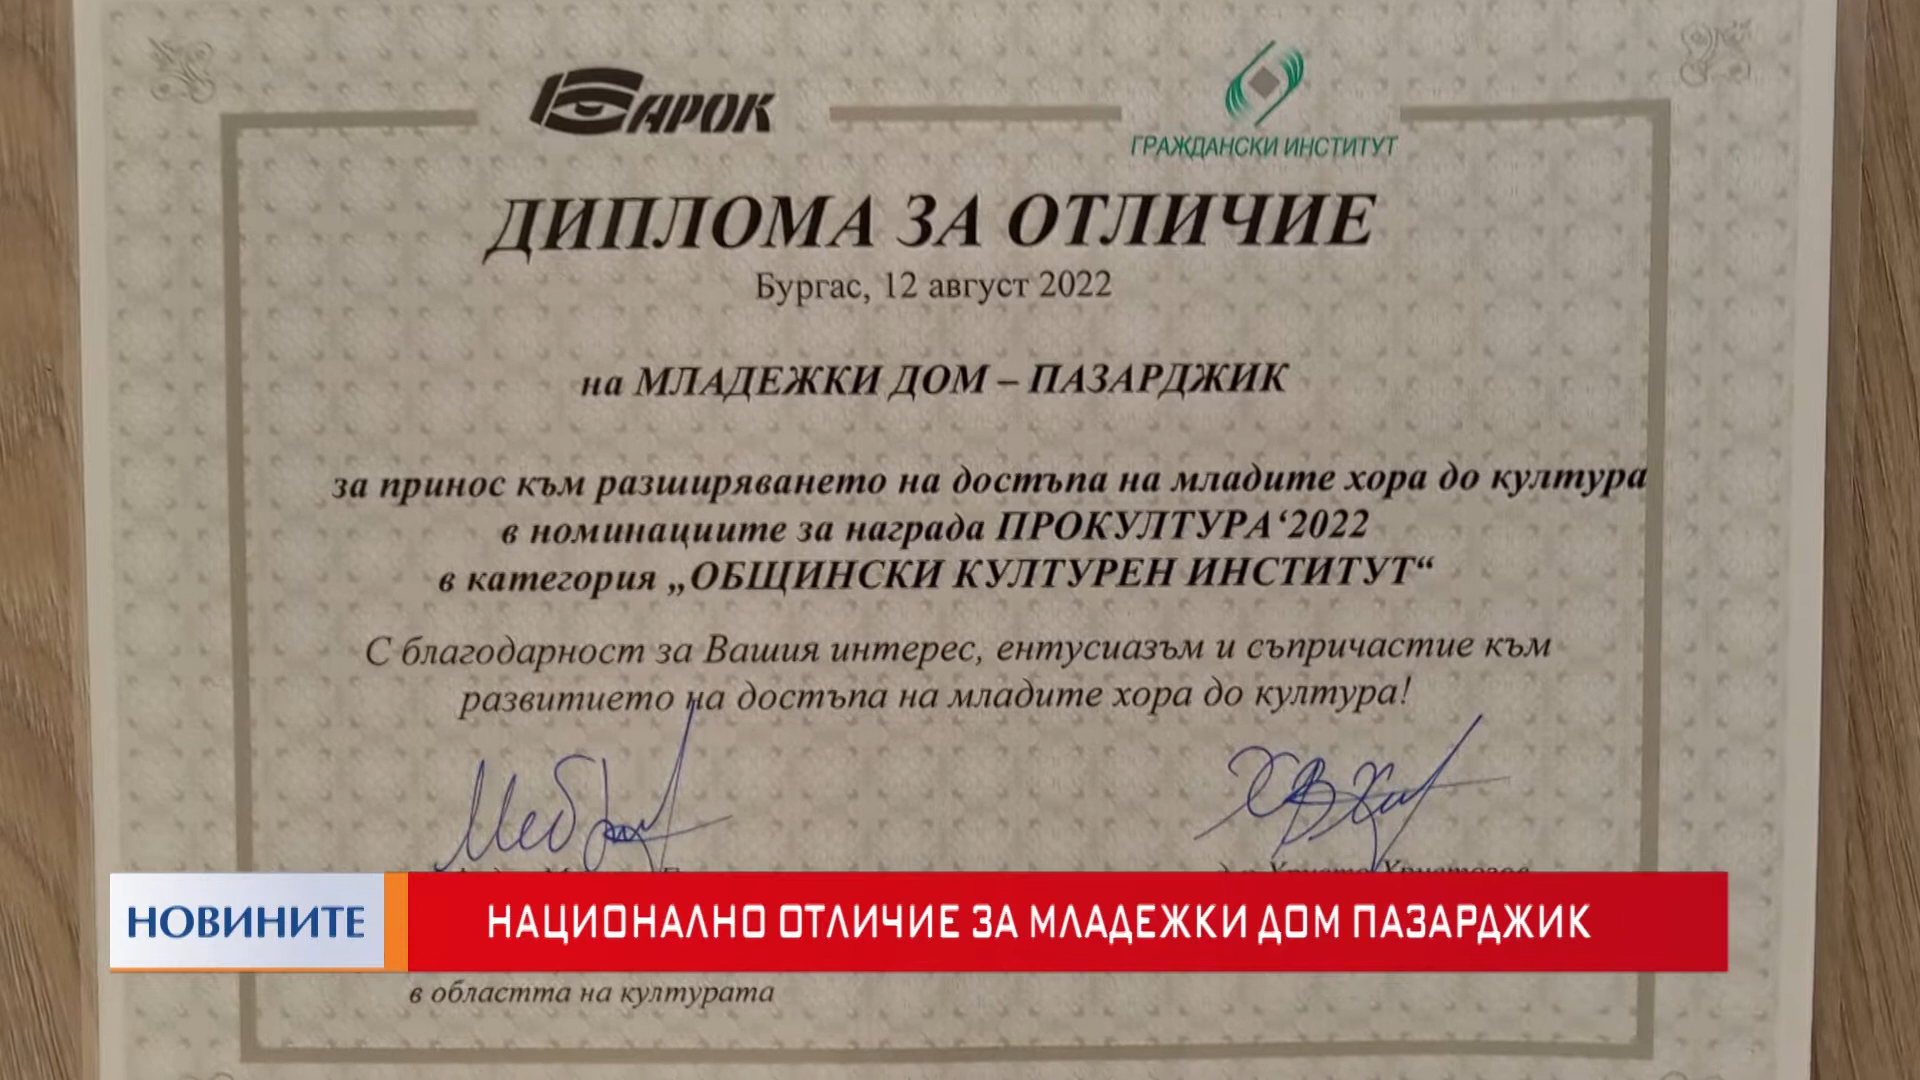 БАРОК
ГРАЖДАНСКИ ИНСТИТУТ
ДИПЛОМА ЗА ОТЛИЧИЕ
Бургас, 12 август 2022
на МЛАДЕЖКИ ДОМ – ПАЗАРДЖИК
за принос към разширяването на достъпа на младите хора до култура
в номинациите за награда ПРОКУЛТУРА‘2022
в категория „ОБЩИНСКИ КУЛТУРЕН ИНСТИТУТ“
С благодарност за Вашия интерес, ентусиазъм и съпричастие към
развитието на достъпа на младите хора до култура!
НОВИНИТЕ
НАЦИОНАЛНО ОТЛИЧИЕ ЗА МЛАДЕЖКИ ДОМ ПАЗАРДЖИК
в областта на културата